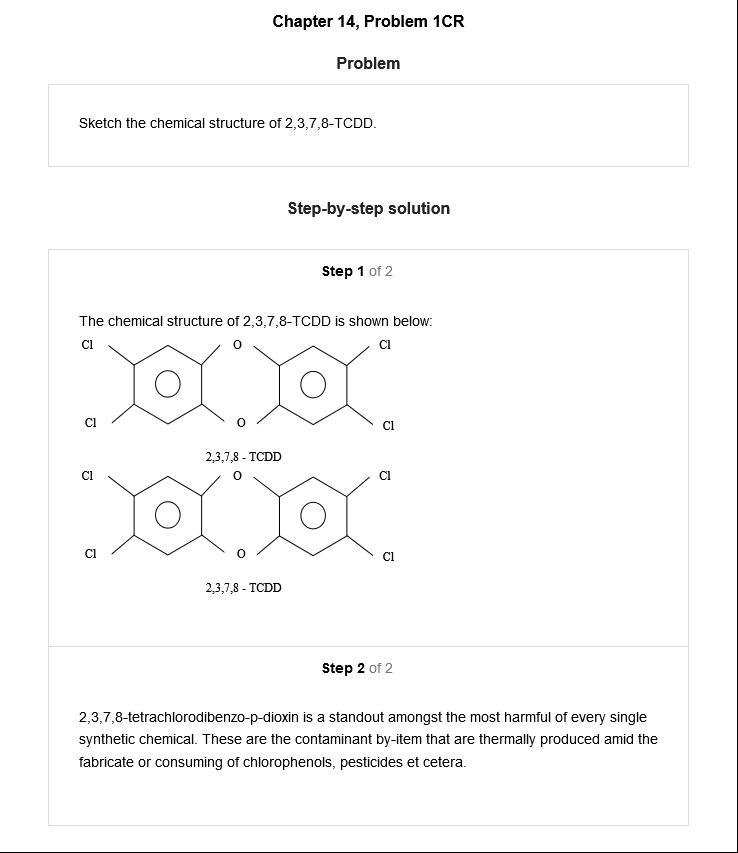 Chapter 14, Problem 1CR
Problem
Sketch the chemical structure of 2,3,7,8-TCDD.
Step-by-step solution
Step 1 of 2
The chemical structure of 2,3,7,8-TCDD is shown below:
Cl O Cl
Cl O Cl
2,3,7,8 - TCDD
Cl O Cl
Cl O Cl
2,3,7,8 - TCDD
Step 2 of 2
2,3,7,8-tetrachlorodibenzo-p-dioxin is a standout amongst the most harmful of every single
synthetic chemical. These are the contaminant by-item that are thermally produced amid the
fabricate or consuming of chlorophenols, pesticides et cetera.